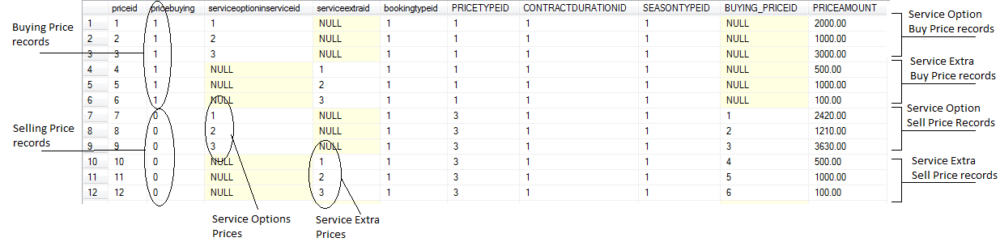 priceid pricebuying serviceoptioninserviceid serviceextraid bookingtypeid PRICETYPEID CONTRACTDURATIONID SEASONTYPEID BUYING_PRICEID PRICEAMOUNT
1 1 1 1 NULL 1 1 1 1 NULL 2000.00
2 2 1 2 NULL 1 1 1 1 NULL 1000.00
3 3 1 3 NULL 1 1 1 1 NULL 3000.00
4 4 1 NULL 1 1 1 1 1 NULL 500.00
5 5 1 NULL 2 1 1 1 1 NULL 1000.00
6 6 1 NULL 3 1 1 1 1 NULL 100.00
7 7 0 1 NULL 1 3 1 1 1 2420.00
8 8 0 2 NULL 1 3 1 1 2 1210.00
9 9 0 3 NULL 1 3 1 1 3 3630.00
10 10 0 NULL 1 1 3 1 1 4 500.00
11 11 0 NULL 2 1 3 1 1 5 1000.00
12 12 0 NULL 3 1 3 1 1 6 100.00
Buying Price
records
Selling Price
records
Service Option
Buy Price records
Service Extra
Buy Price records
Service Option
Sell Price Records
Service Extra
Sell Price records
Service Options
Prices
Service Extra
Prices